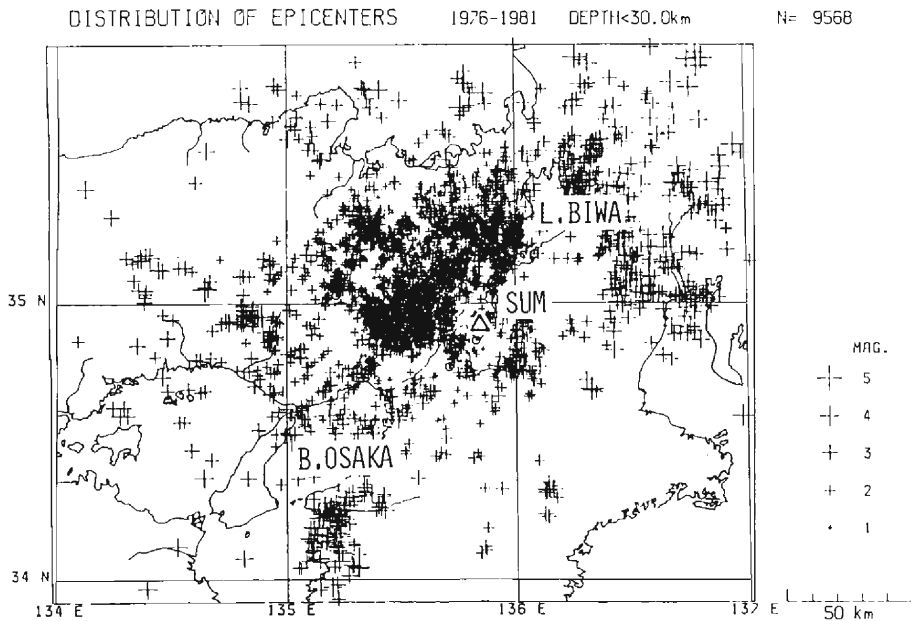 DISTRIBUTION OF EPICENTERS 1976-1981 DEPTH<30.0km N= 9568
L.BIWA
35 N
SUM
MAG.
5
4
3
2
1
B.OSAKA
34 N
134 E 135 E 136 E 137 E
50 km